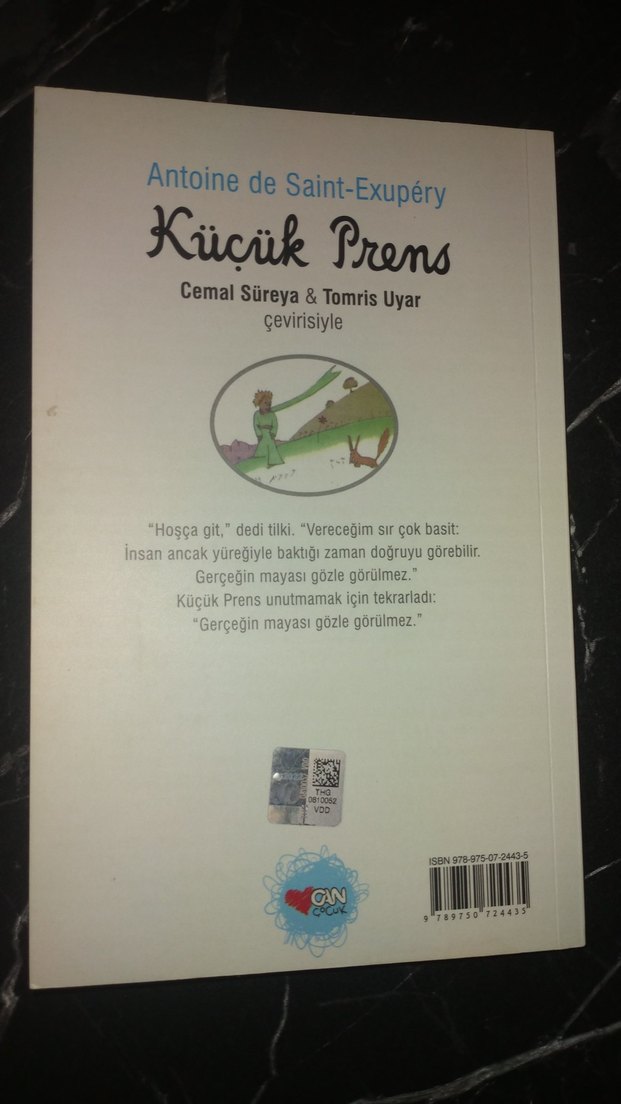 Antoine de Saint-Exupéry
Küçük Prens
Cemal Süreya & Tomris Uyar
çevirisiyle
“Hoşça git,” dedi tilki. “Vereceğim sır çok basit:
İnsan ancak yüreğiyle baktığı zaman doğruyu görebilir.
Gerçeğin mayası gözle görülmez.”
Küçük Prens unutmamak için tekrarladı:
“Gerçeğin mayası gözle görülmez.”
THG
0810052
VDD
CAN
ÇOCUK
ISBN 978-975-07-2443-5
9 789750 724435